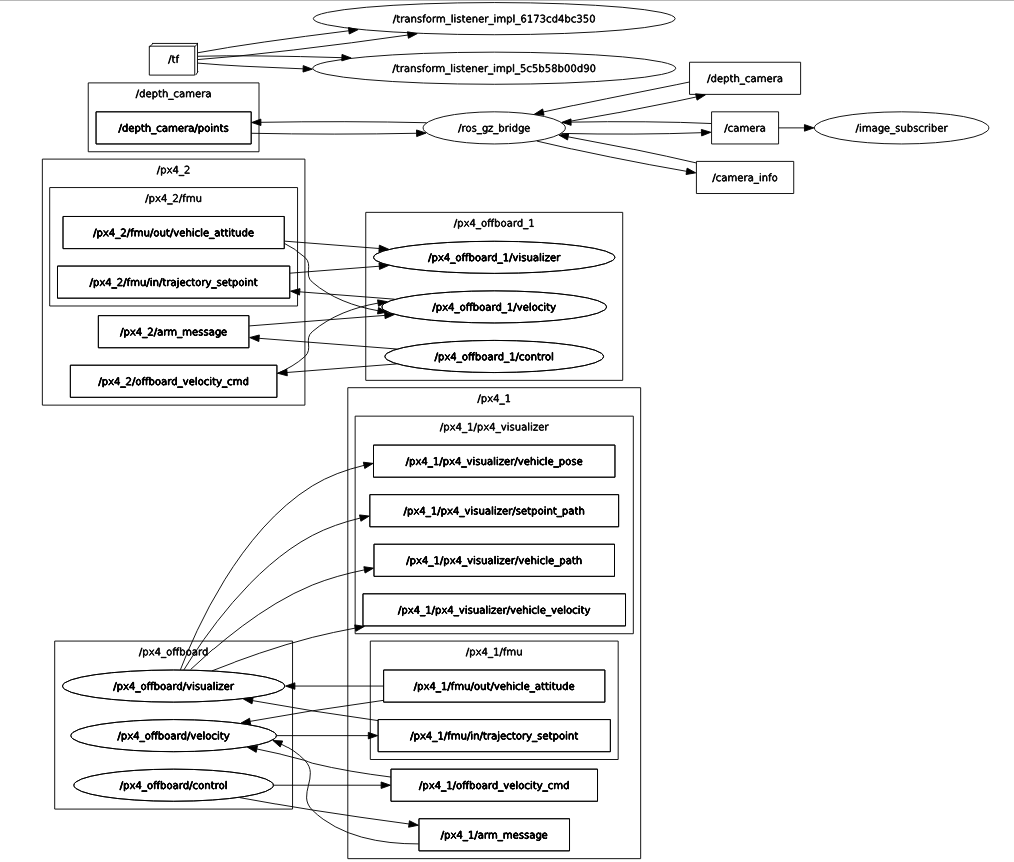 /transform_listener_impl_6173cd4bc350
/tf
/transform_listener_impl_5c5b58b00d90
/depth_camera
/depth_camera
/depth_camera/points
/ros_gz_bridge
/camera
/image_subscriber
/camera_info
/px4_2
/px4_2/fmu
/px4_2/fmu/out/vehicle_attitude
/px4_2/fmu/in/trajectory_setpoint
/px4_2/arm_message
/px4_2/offboard_velocity_cmd
/px4_offboard_1
/px4_offboard_1/visualizer
/px4_offboard_1/velocity
/px4_offboard_1/control
/px4_1
/px4_1/px4_visualizer
/px4_1/px4_visualizer/vehicle_pose
/px4_1/px4_visualizer/setpoint_path
/px4_1/px4_visualizer/vehicle_path
/px4_1/px4_visualizer/vehicle_velocity
/px4_offboard
/px4_offboard/visualizer
/px4_offboard/velocity
/px4_offboard/control
/px4_1/fmu
/px4_1/fmu/out/vehicle_attitude
/px4_1/fmu/in/trajectory_setpoint
/px4_1/offboard_velocity_cmd
/px4_1/arm_message